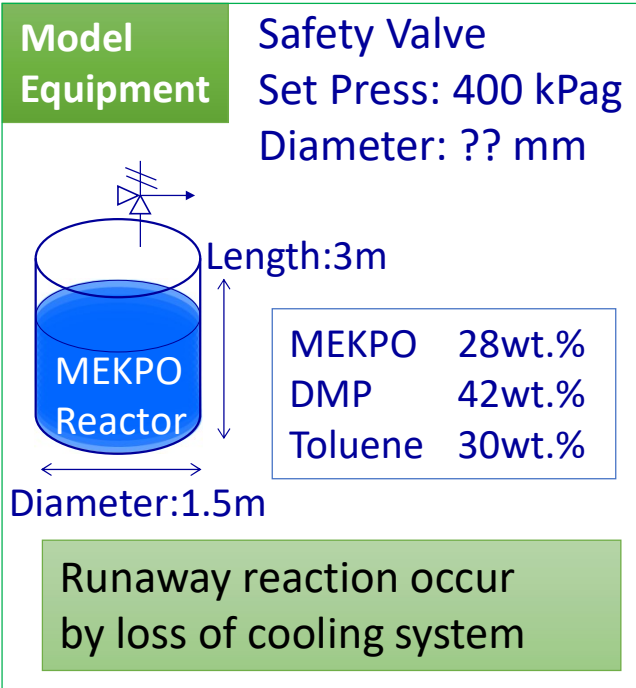 Model
Equipment
Safety Valve
Set Press: 400 kPag
Diameter: ?? mm
Length:3m
MEKPO
Reactor
MEKPO 28wt.%
DMP 42wt.%
Toluene 30wt.%
Diameter:1.5m
Runaway reaction occur
by loss of cooling system